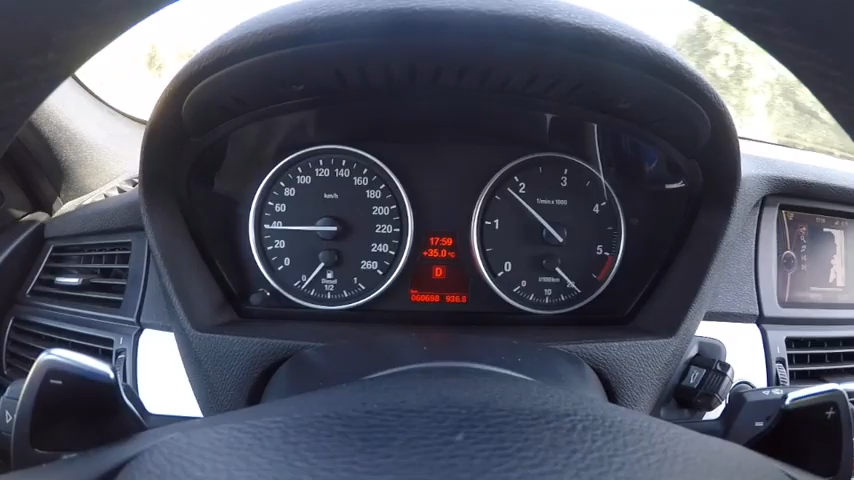 120 140
100 160
80 180
60 200
40 220
20 240
0 260
km/h
Diesel
0 1/2 1
17:59
+35.0°C
D
060698 936.8
0 1 2 3 4 5
1/min x 1000
l/100km
0 10 20